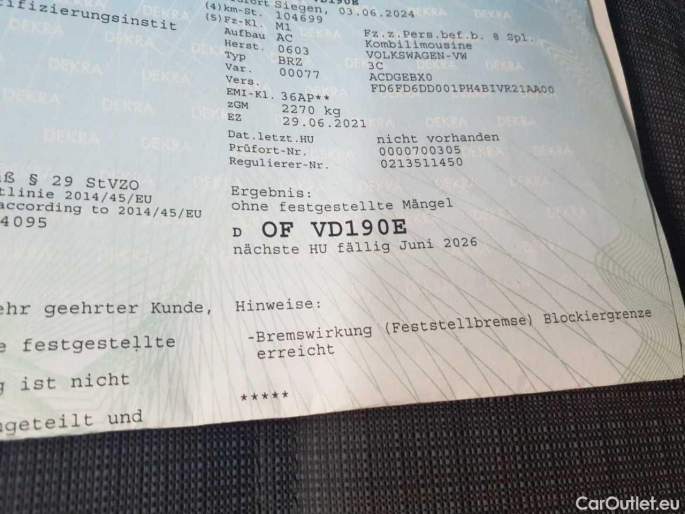 ifizierungsinstit
Siegen, 03.06.2024
(4)km-St. 104699
(5)Fz-Kl. M1 Fz.z.Pers.bef.b. 8 Spl.
Aufbau AC Kombilimousine
Herst. 0603 VOLKSWAGEN-VW
Typ BRZ 3C
Var. 00077 ACDGEBX0
Vers. FD6FD6DD001PH4BIVR21AA00
EMI-Kl. 36AP**
zGM 2270 kg
EZ 29.06.2021
Dat.letzt.HU nicht vorhanden
Prüfort-Nr. 0000700305
Regulierer-Nr. 0213511450
ß § 29 StVZO
tlinie 2014/45/EU
according to 2014/45/EU
4095
Ergebnis:
ohne festgestellte Mängel
D OF VD190E
nächste HU fällig Juni 2026
ehr geehrter Kunde,
e festgestellte
g ist nicht
ngeteilt und
Hinweise:
-Bremswirkung (Feststellbremse) Blockiergrenze
erreicht
*****
DEKRA
CarOutlet.eu